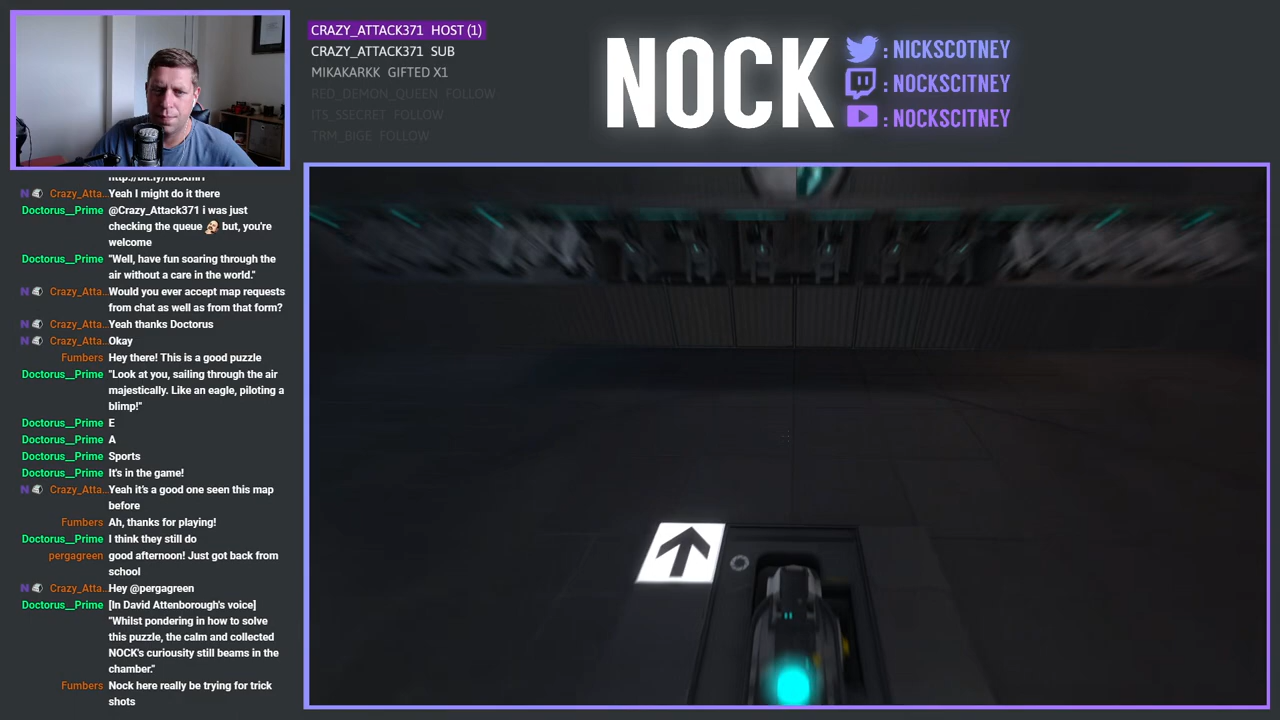 CRAZY_ATTACK371 HOST (1)
CRAZY_ATTACK371 SUB
MIKAKARKK GIFTED X1
RED_DEMON_QUEEN FOLLOW
ITS_SSECRET FOLLOW
TRM_BIGE FOLLOW
NOCK
: NICKSCOTNEY
: NOCKSCITNEY
: NOCKSCITNEY
N Crazy_Atta... Yeah I might do it there
Doctorus__Prime @Crazy_Attack371 i was just
checking the queue but, you're
welcome
Doctorus__Prime "Well, have fun soaring through the
air without a care in the world."
N Crazy_Atta... Would you ever accept map requests
from chat as well as from that form?
N Crazy_Atta... Yeah thanks Doctorus
N Crazy_Atta... Okay
Fumbers Hey there! This is a good puzzle
Doctorus__Prime "Look at you, sailing through the air
majestically. Like an eagle, piloting a
blimp!"
Doctorus__Prime E
Doctorus__Prime A
Doctorus__Prime Sports
Doctorus__Prime It's in the game!
N Crazy_Atta... Yeah it's a good one seen this map
before
Fumbers Ah, thanks for playing!
Doctorus__Prime I think they still do
pergagreen good afternoon! Just got back from
school
N Crazy_Atta... Hey @pergagreen
Doctorus__Prime [In David Attenborough's voice]
"Whilst pondering in how to solve
this puzzle, the calm and collected
NOCK's curiousity still beams in the
chamber."
Fumbers Nock here really be trying for trick
shots